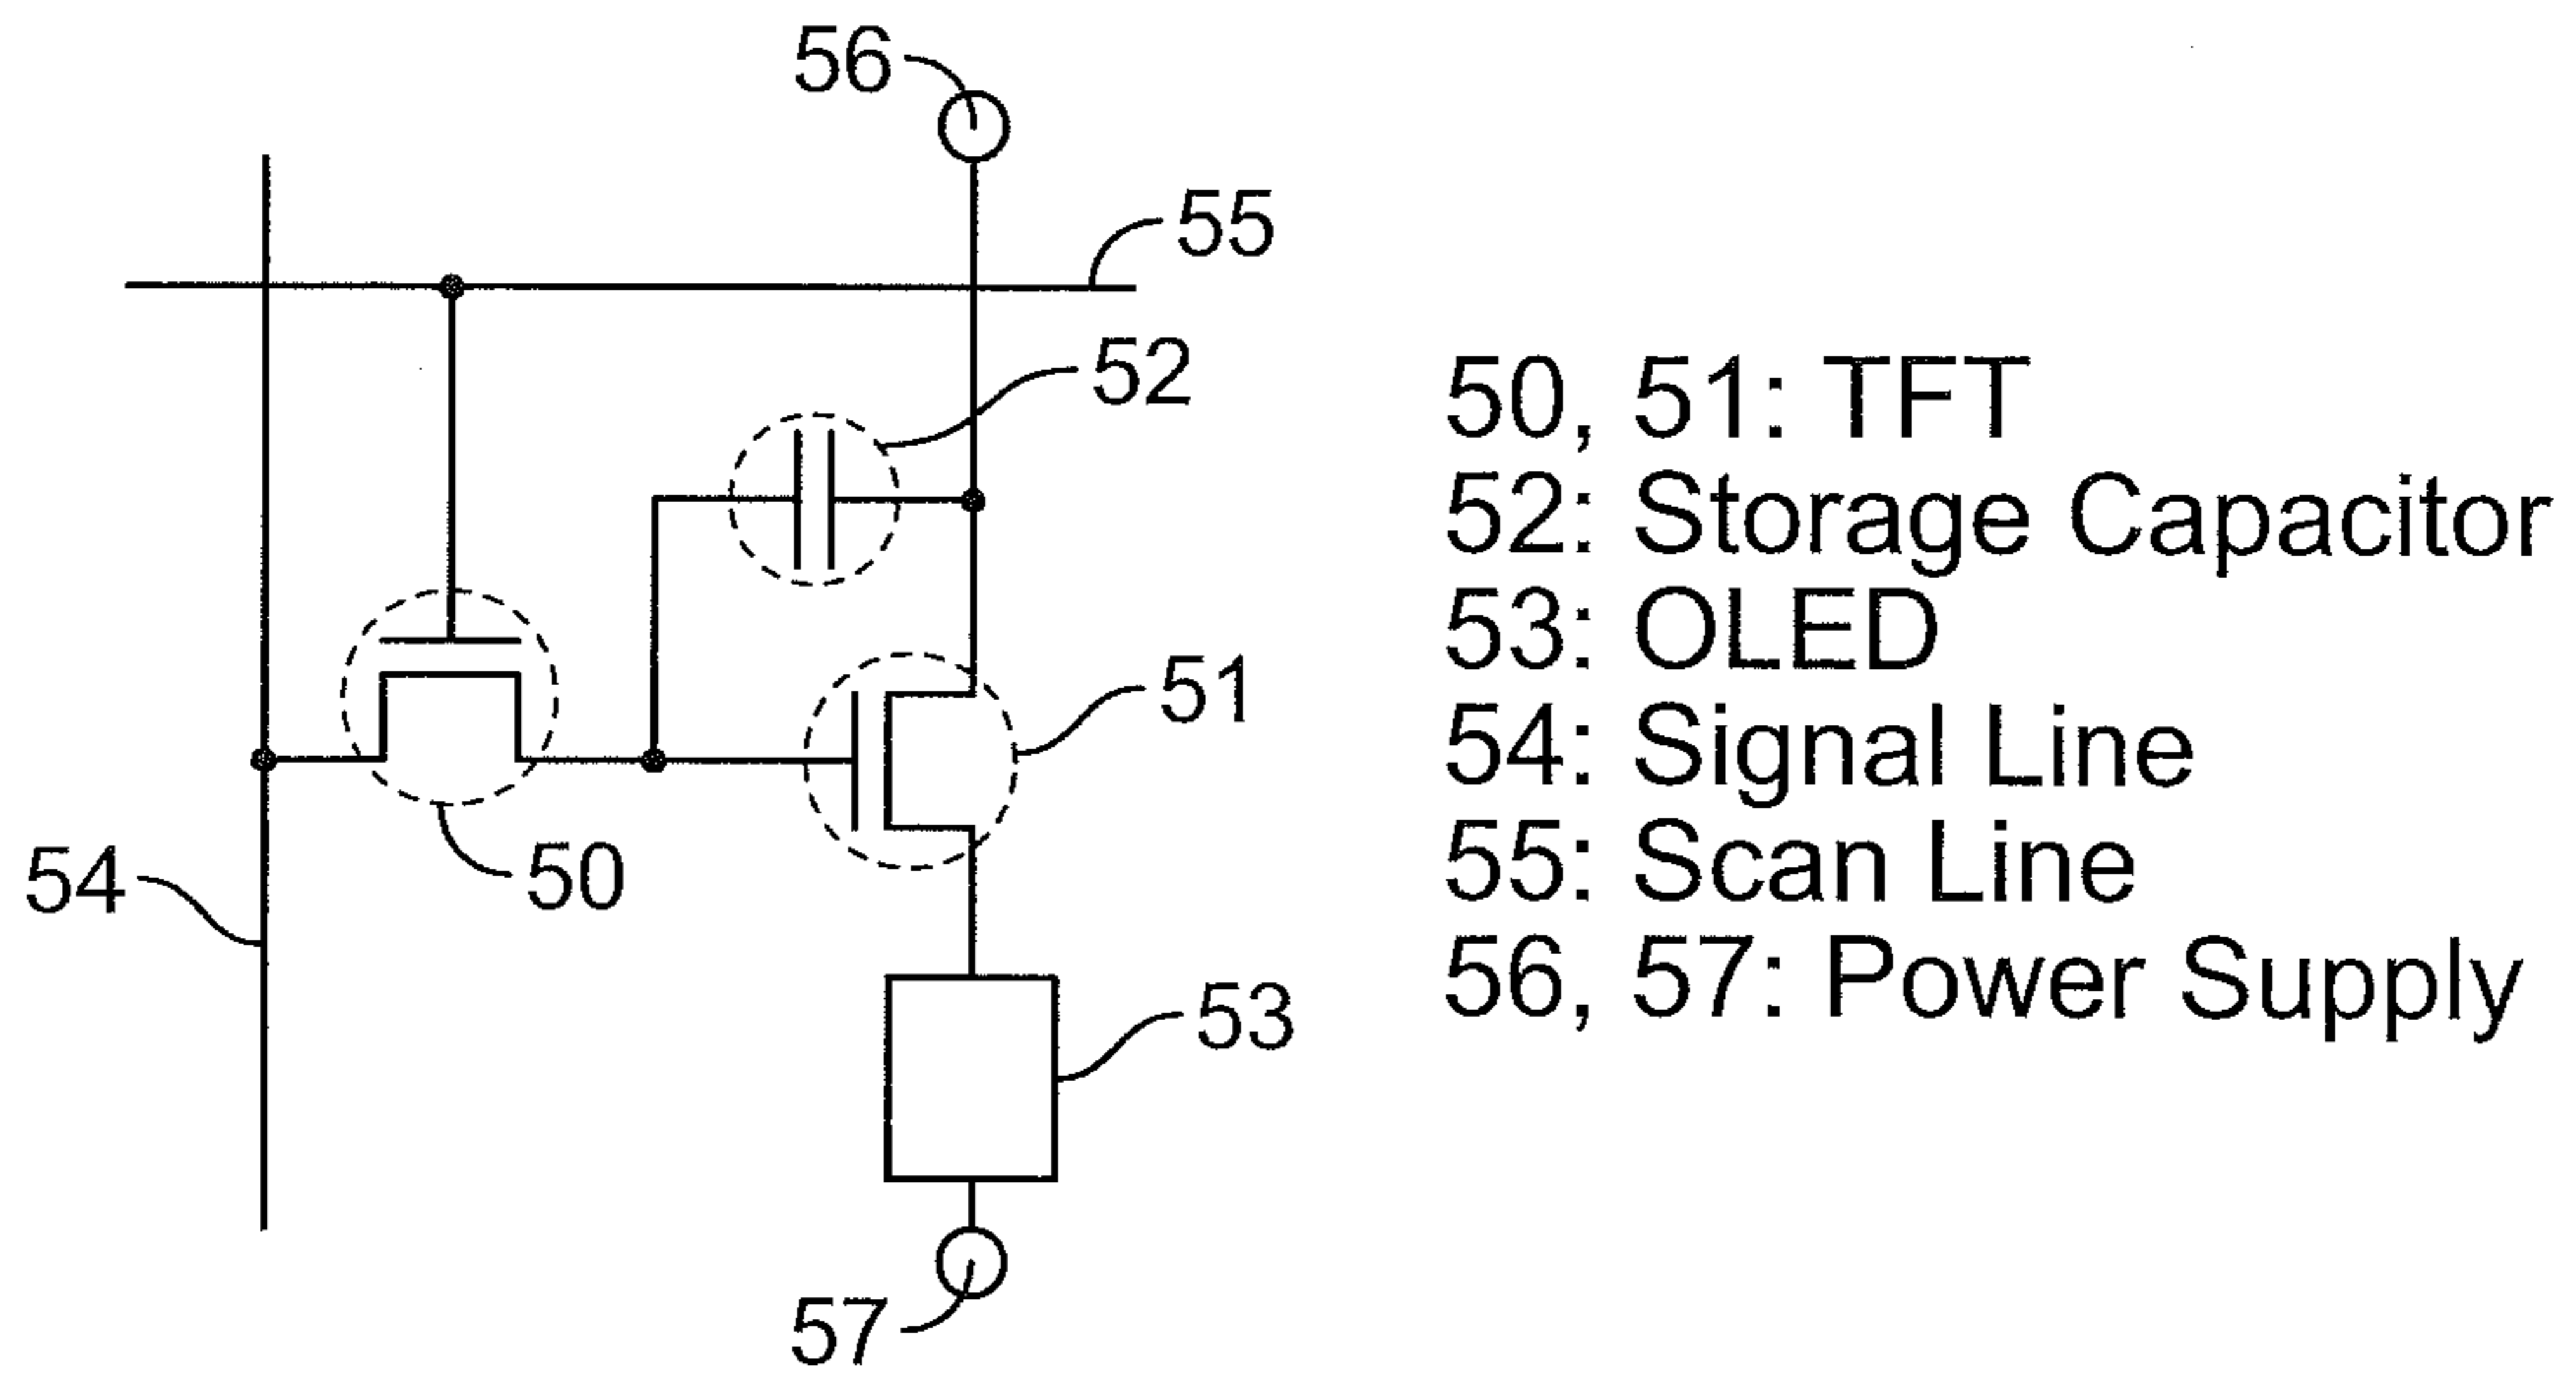 56
55
52
51
50
54
53
57
50, 51: TFT
52: Storage Capacitor
53: OLED
54: Signal Line
55: Scan Line
56, 57: Power Supply